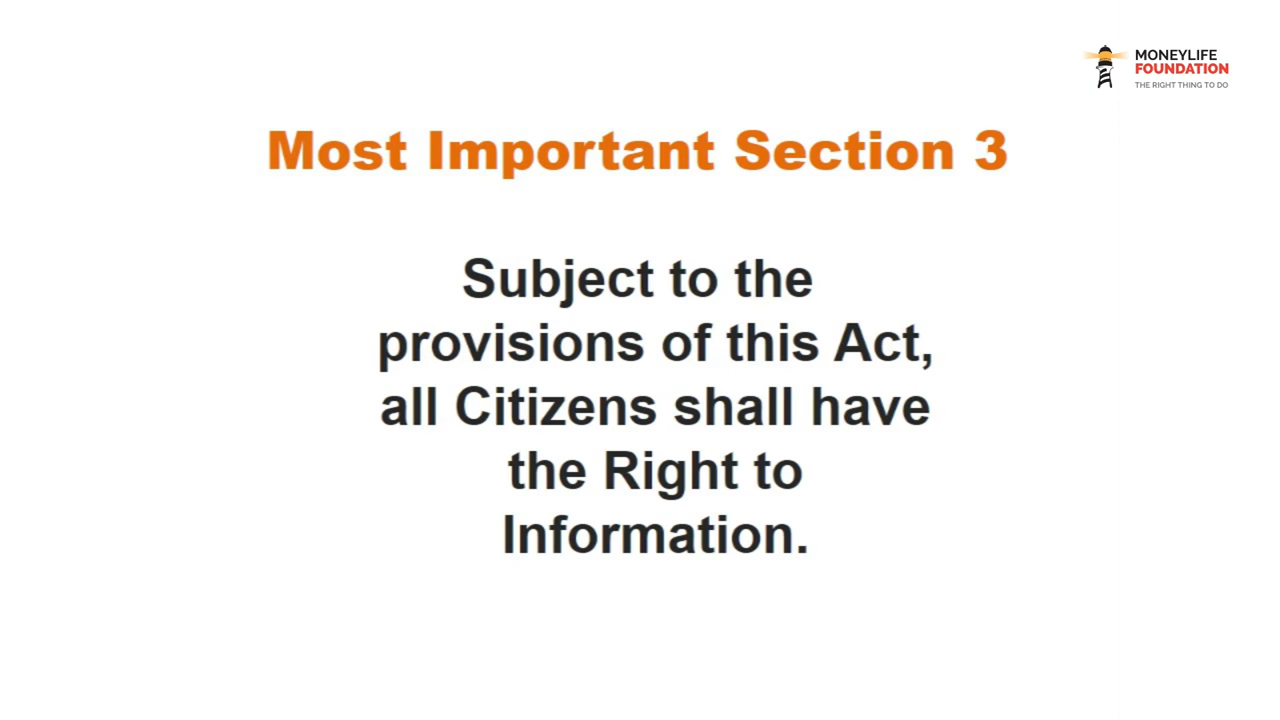 MONEYLIFE
FOUNDATION
THE RIGHT THING TO DO
Most Important Section 3
Subject to the
provisions of this Act,
all Citizens shall have
the Right to
Information.